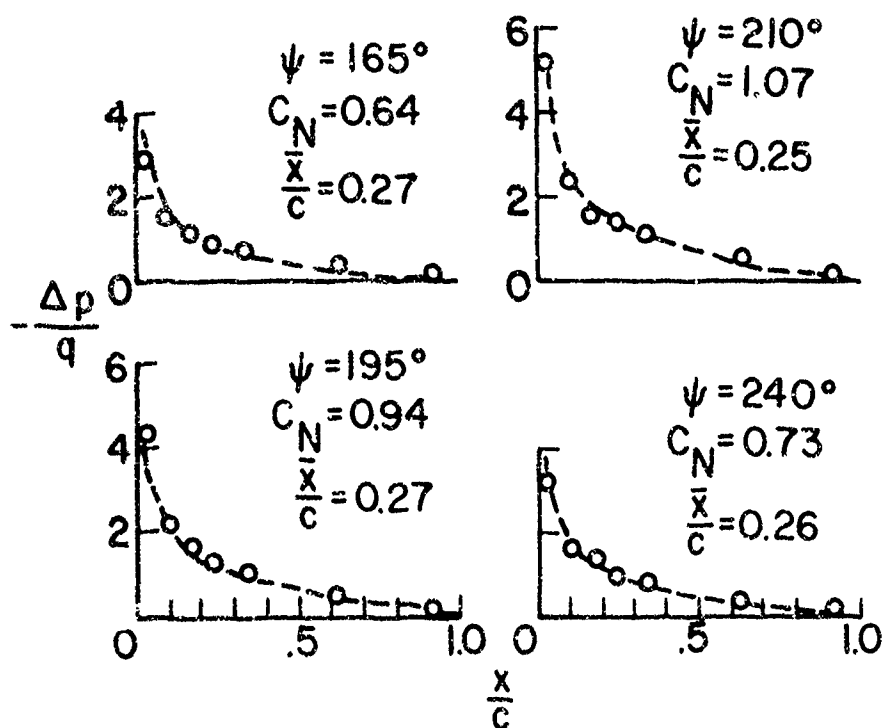 ψ = 165°
C_N = 0.64
x̄/c = 0.27
4
2
0
ψ = 210°
C_N = 1.07
x̄/c = 0.25
6
4
2
0
-Δp/q
ψ = 195°
C_N = 0.94
x̄/c = 0.27
6
4
2
0 .5 1.0
ψ = 240°
C_N = 0.73
x̄/c = 0.26
0 .5 1.0
x/c